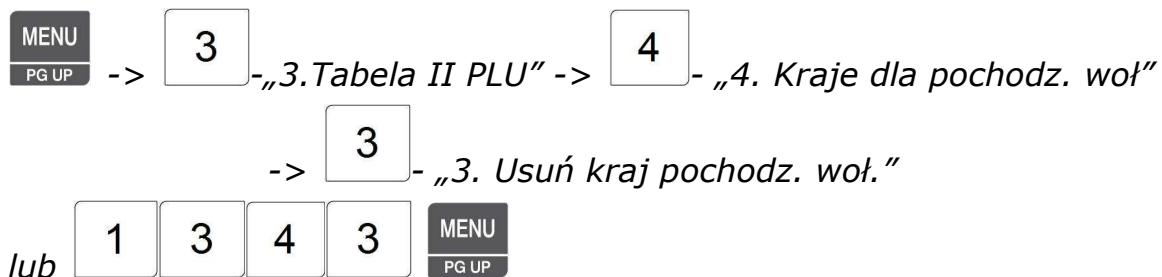 MENU
PG UP -> 3 -„3.Tabela II PLU” -> 4 - „4. Kraje dla pochodz. woł”
-> 3 - „3. Usuń kraj pochodz. woł.”
lub 1 3 4 3 MENU
PG UP